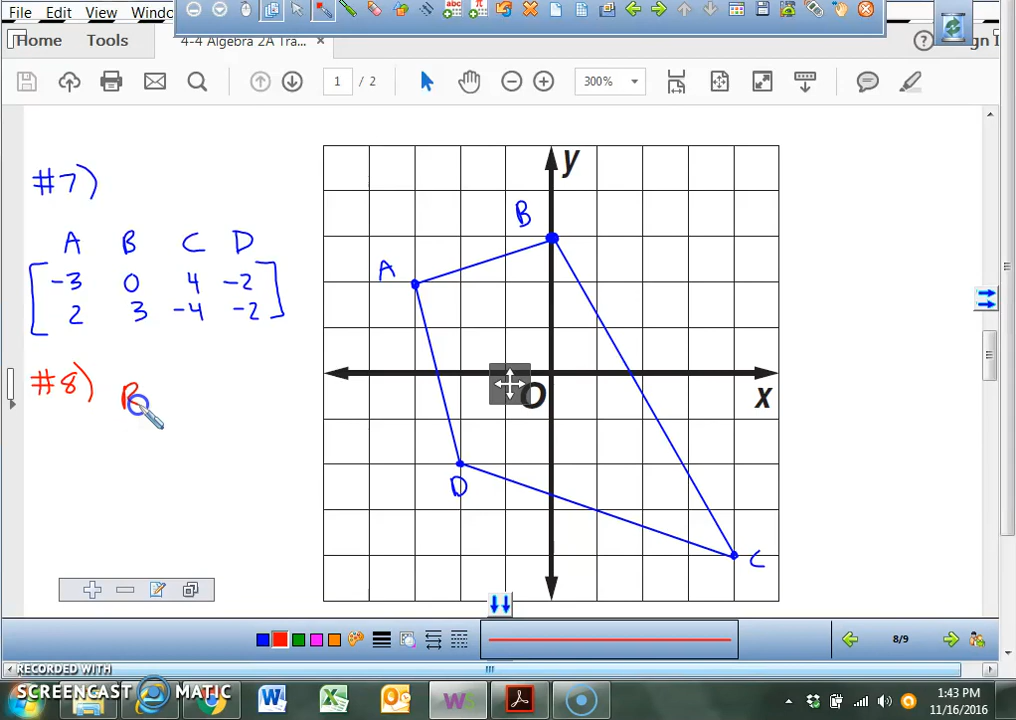 File Edit View Windo
Home Tools 4-4 Algebra 2A Tra... ×
1 / 2 300%
#7)
A B C D
-3 0 4 -2
2 3 -4 -2
#8) R
y
B
A
O
x
D
C
8/9
RECORDED WITH
SCREENCAST MATIC
1:43 PM
11/16/2016